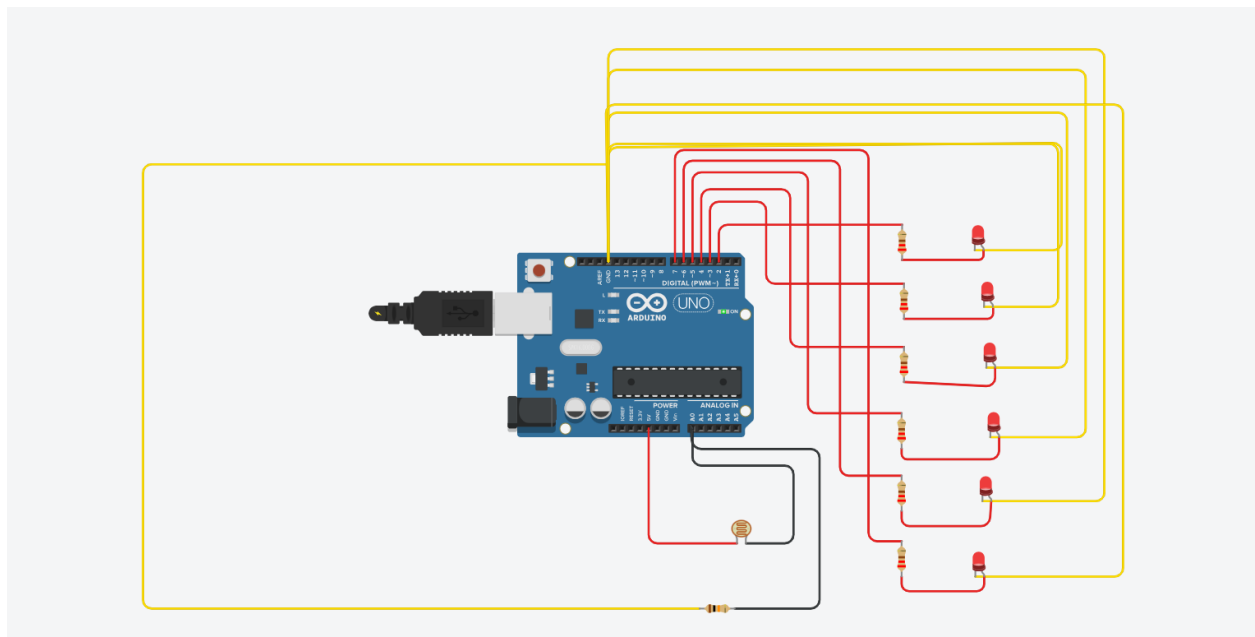 AREF
GND
13
12
~11
~10
~9
8
7
~6
~5
4
~3
2
TX→1
RX←0
DIGITAL (PWM~)
L
TX
RX
UNO
ARDUINO
ON
POWER
ANALOG IN
IOREF
RESET
3.3V
5V
GND
GND
Vin
A0
A1
A2
A3
A4
A5